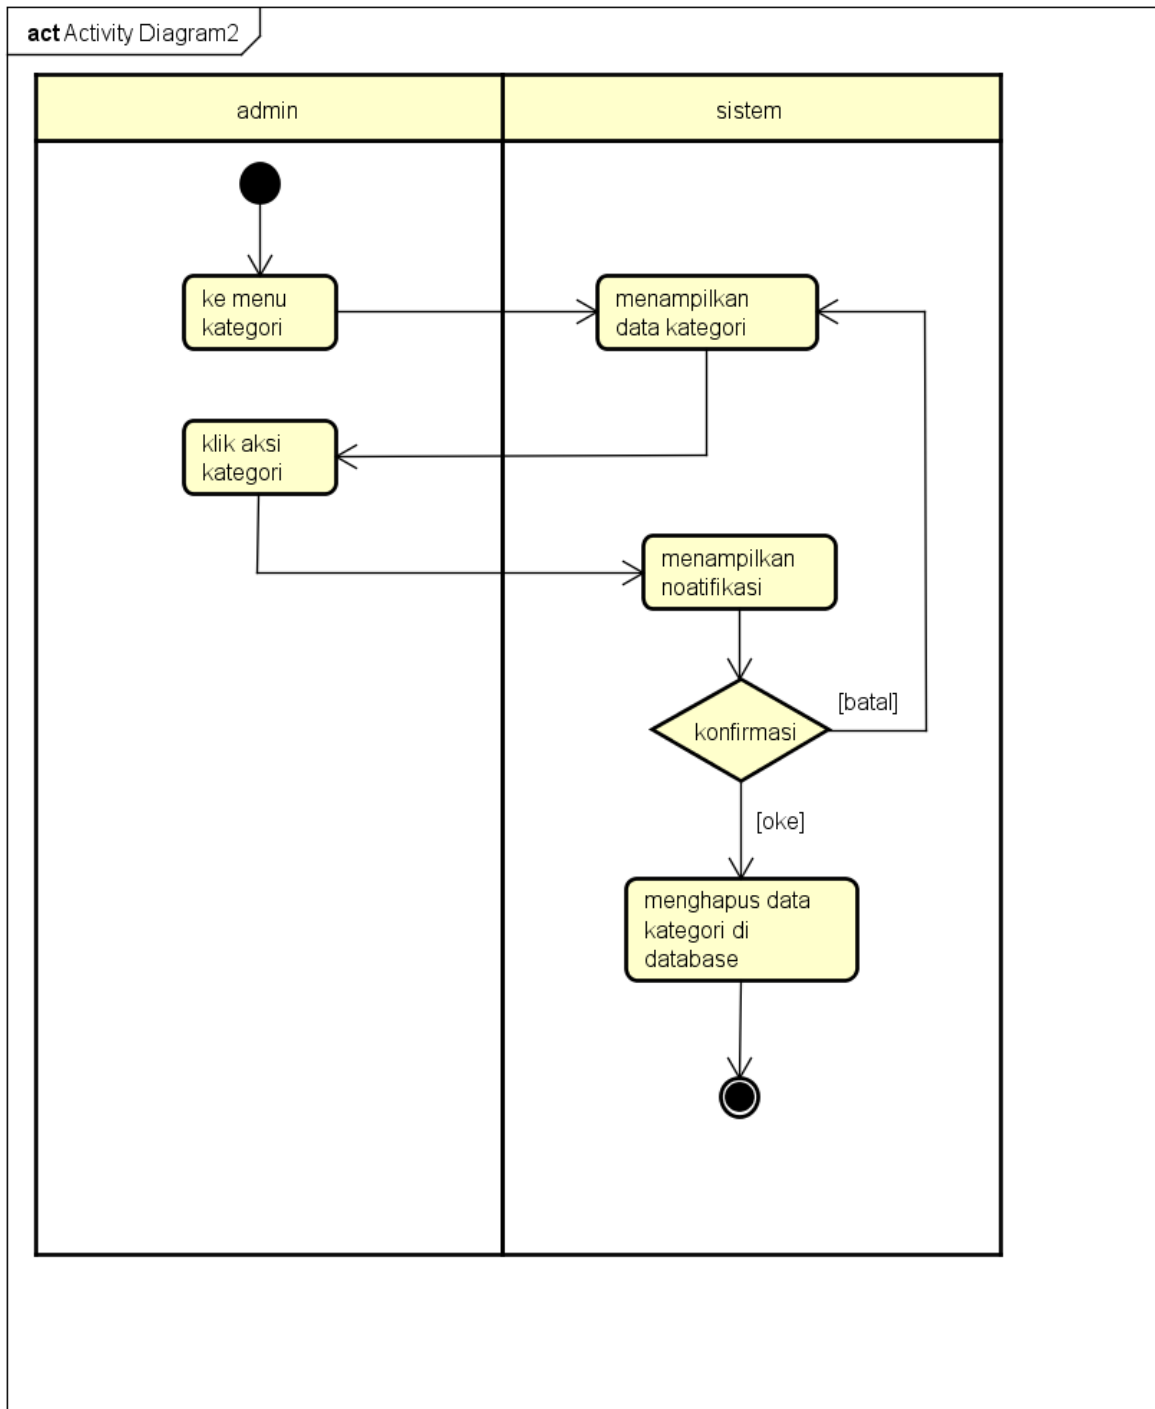 act Activity Diagram2
admin
sistem
ke menu
kategori
menampilkan
data kategori
klik aksi
kategori
menampilkan
noatifikasi
[batal]
konfirmasi
[oke]
menghapus data
kategori di
database